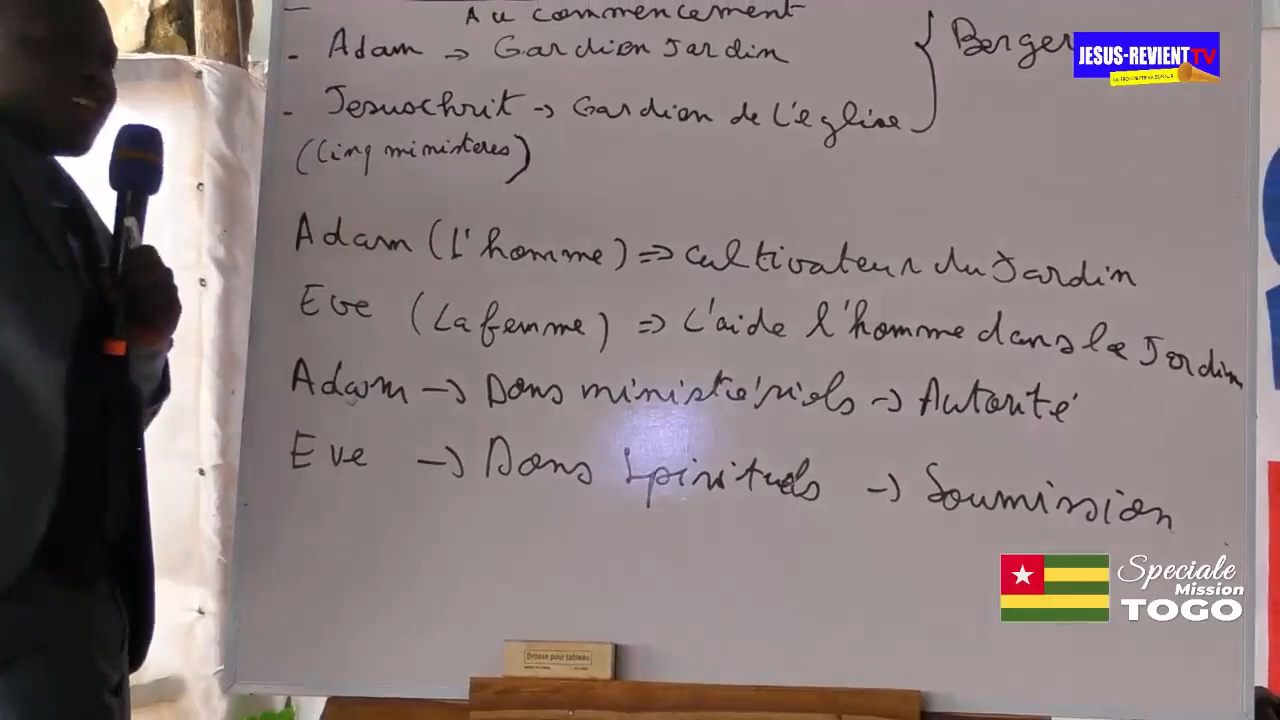 - Au commencement
- Adam → Gardien Jardin
} Berger
- Jesuschrit → Gardien de l'église
(Cinq ministeres)
Adam (l'homme) => cultivateur du Jardin
Eve (La femme) => L'aide l'homme dans le Jardin
Adam → Dons ministériels → Autorité
Eve → Dons Spirituels → Soumission
JESUS-REVIENT TV
Speciale
Mission
TOGO
Brosse pour tableau